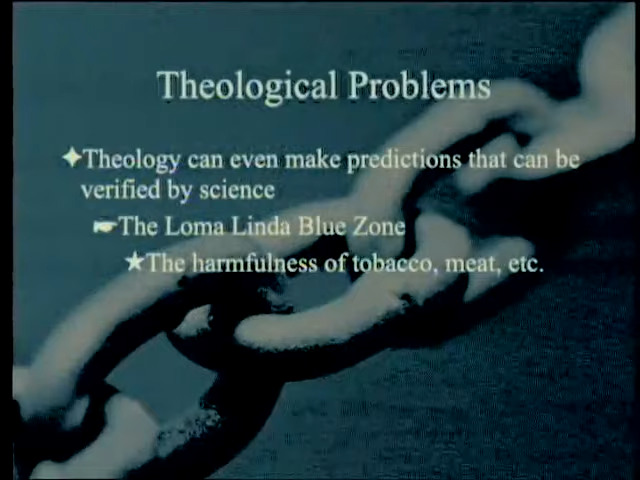 Theological Problems
✦Theology can even make predictions that can be
verified by science
☛The Loma Linda Blue Zone
★The harmfulness of tobacco, meat, etc.